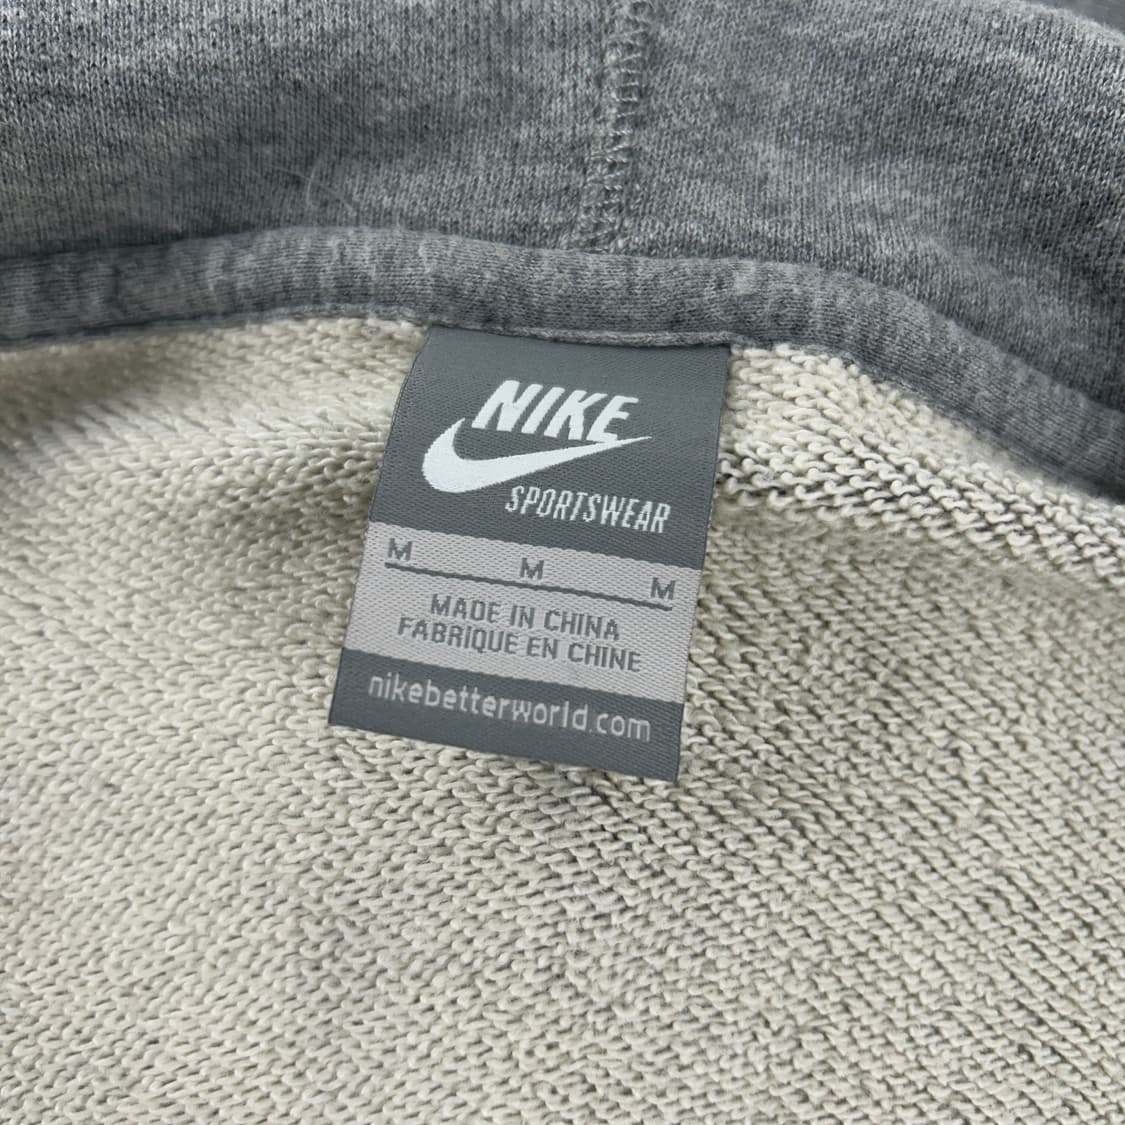 NIKE
SPORTSWEAR
M M M
MADE IN CHINA
FABRIQUE EN CHINE
nikebetterworld.com